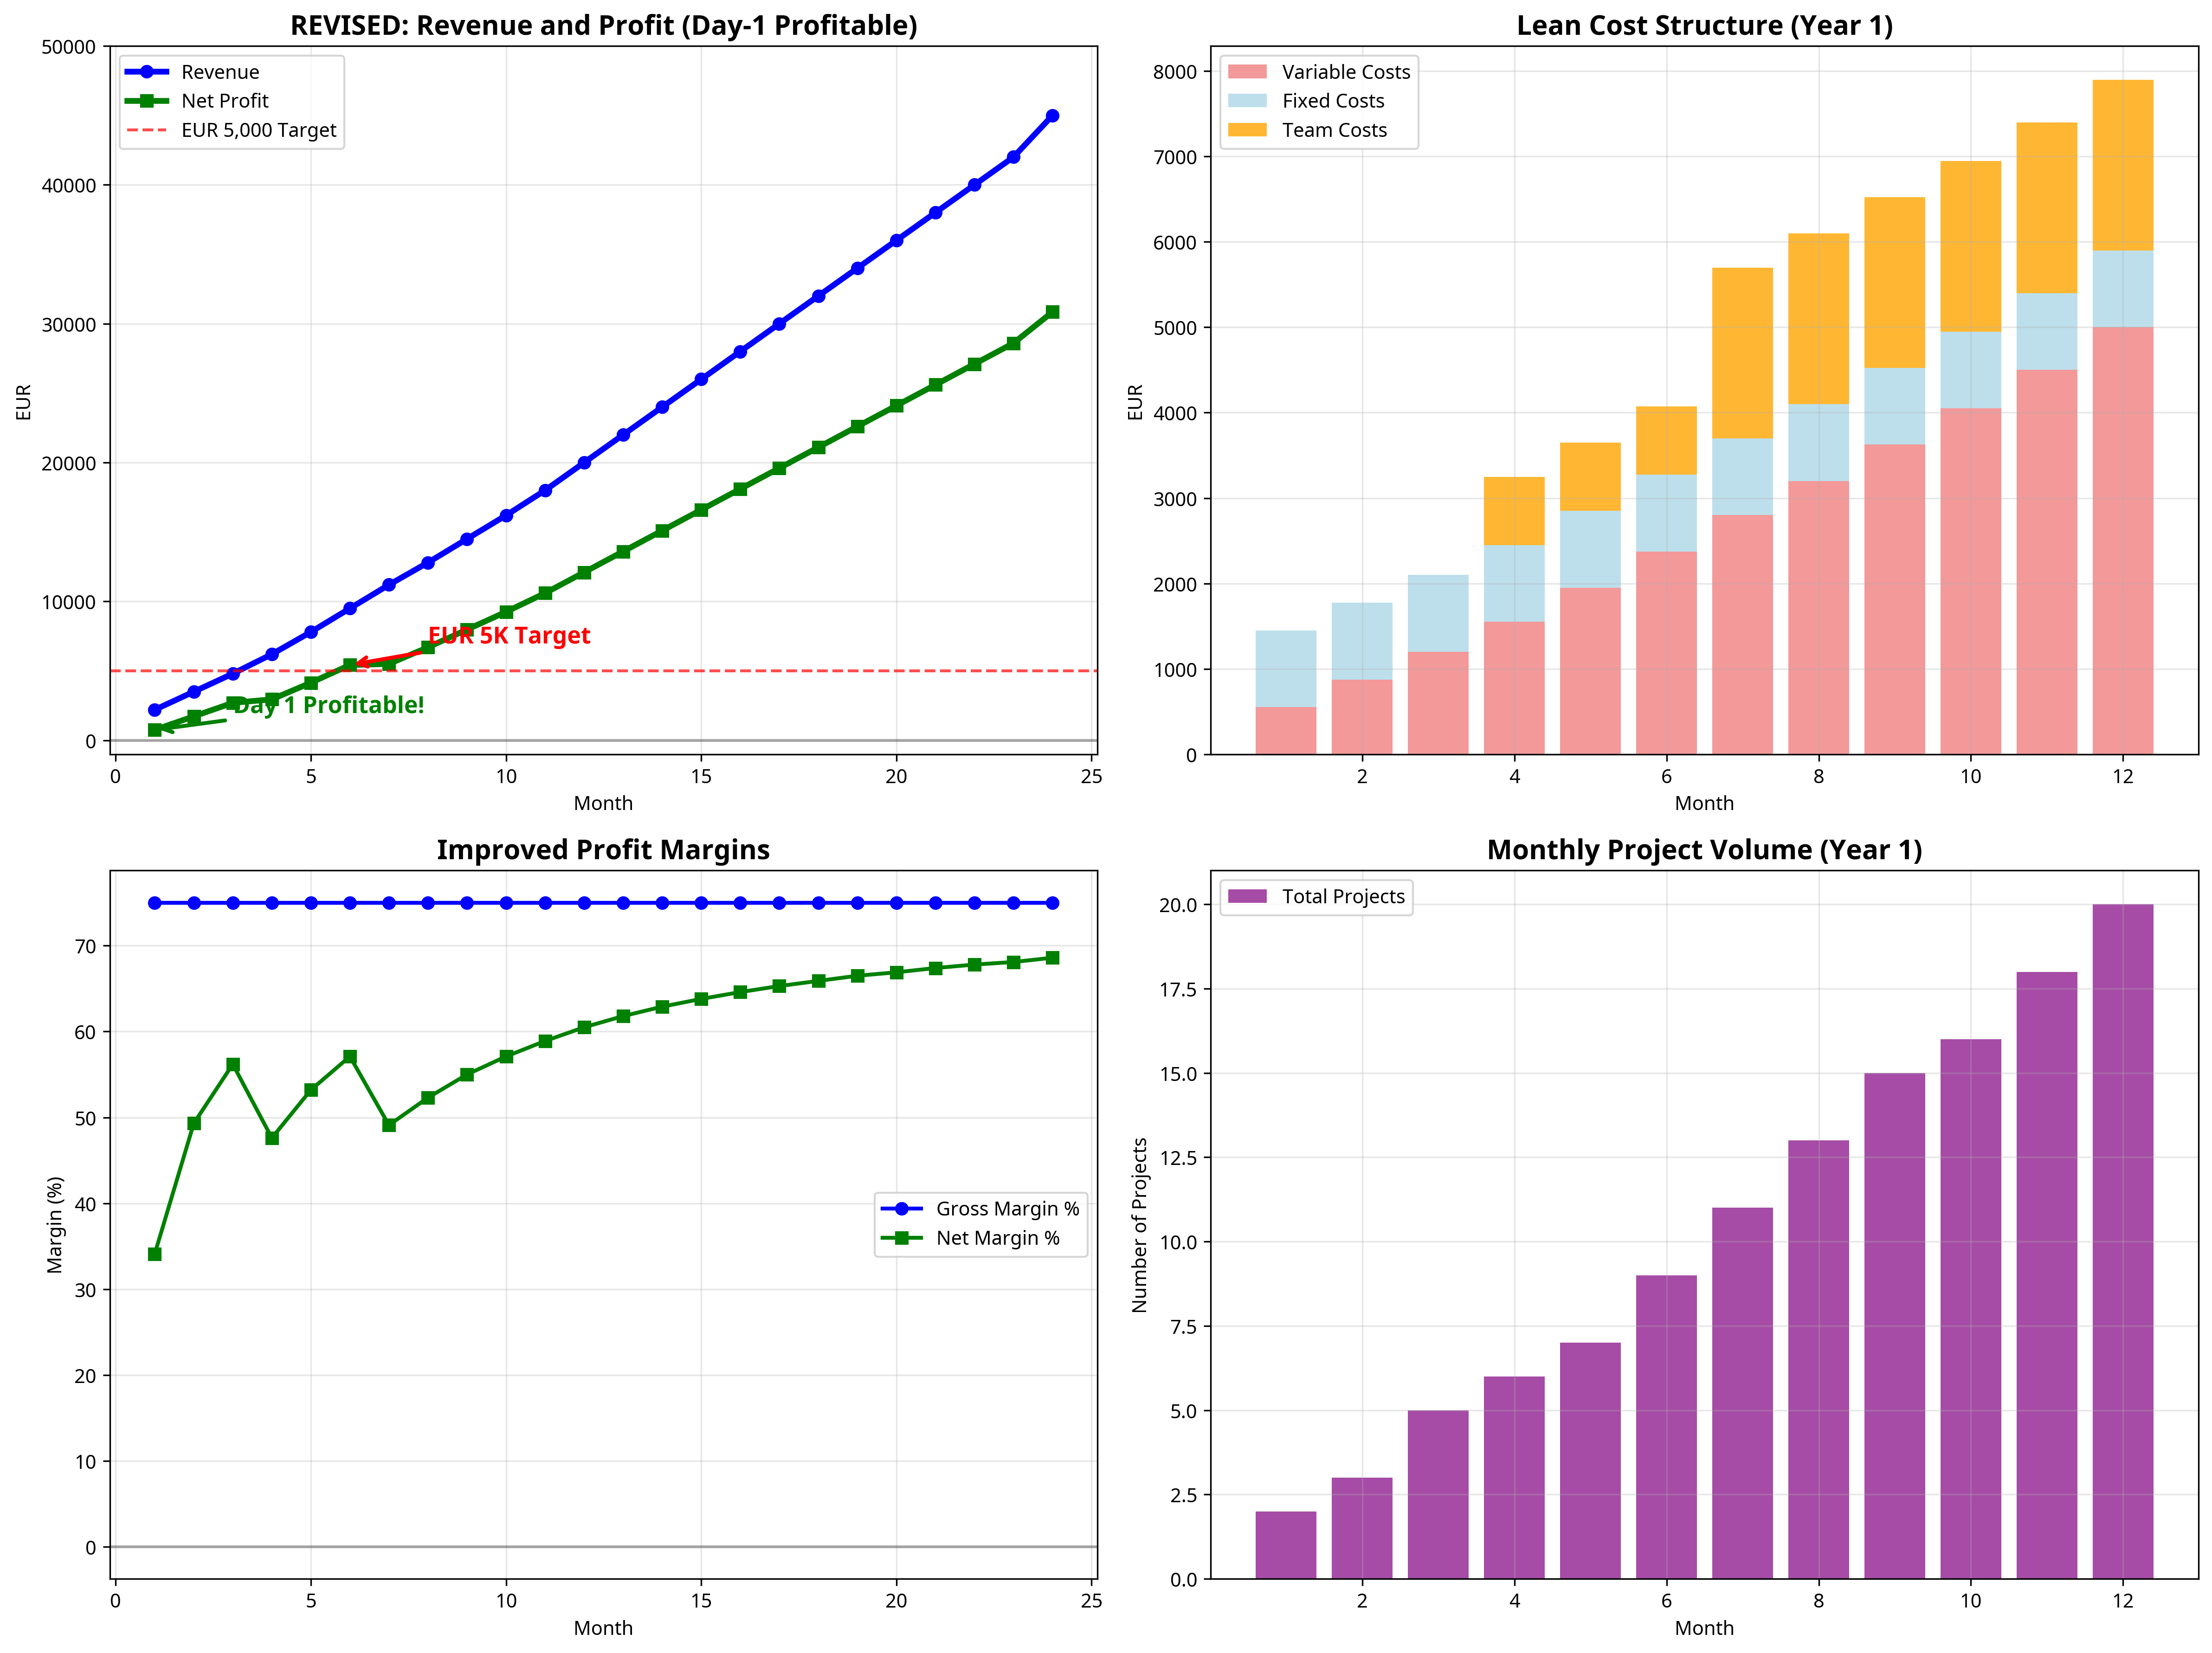 REVISED: Revenue and Profit (Day-1 Profitable)
Revenue
Net Profit
EUR 5,000 Target
EUR
50000
40000
30000
20000
10000
0
EUR 5K Target
Day 1 Profitable!
0 5 10 15 20 25
Month
Lean Cost Structure (Year 1)
Variable Costs
Fixed Costs
Team Costs
EUR
8000
7000
6000
5000
4000
3000
2000
1000
0
2 4 6 8 10 12
Month
Improved Profit Margins
Margin (%)
70
60
50
40
30
20
10
0
Gross Margin %
Net Margin %
0 5 10 15 20 25
Month
Monthly Project Volume (Year 1)
Total Projects
Number of Projects
20.0
17.5
15.0
12.5
10.0
7.5
5.0
2.5
0.0
2 4 6 8 10 12
Month